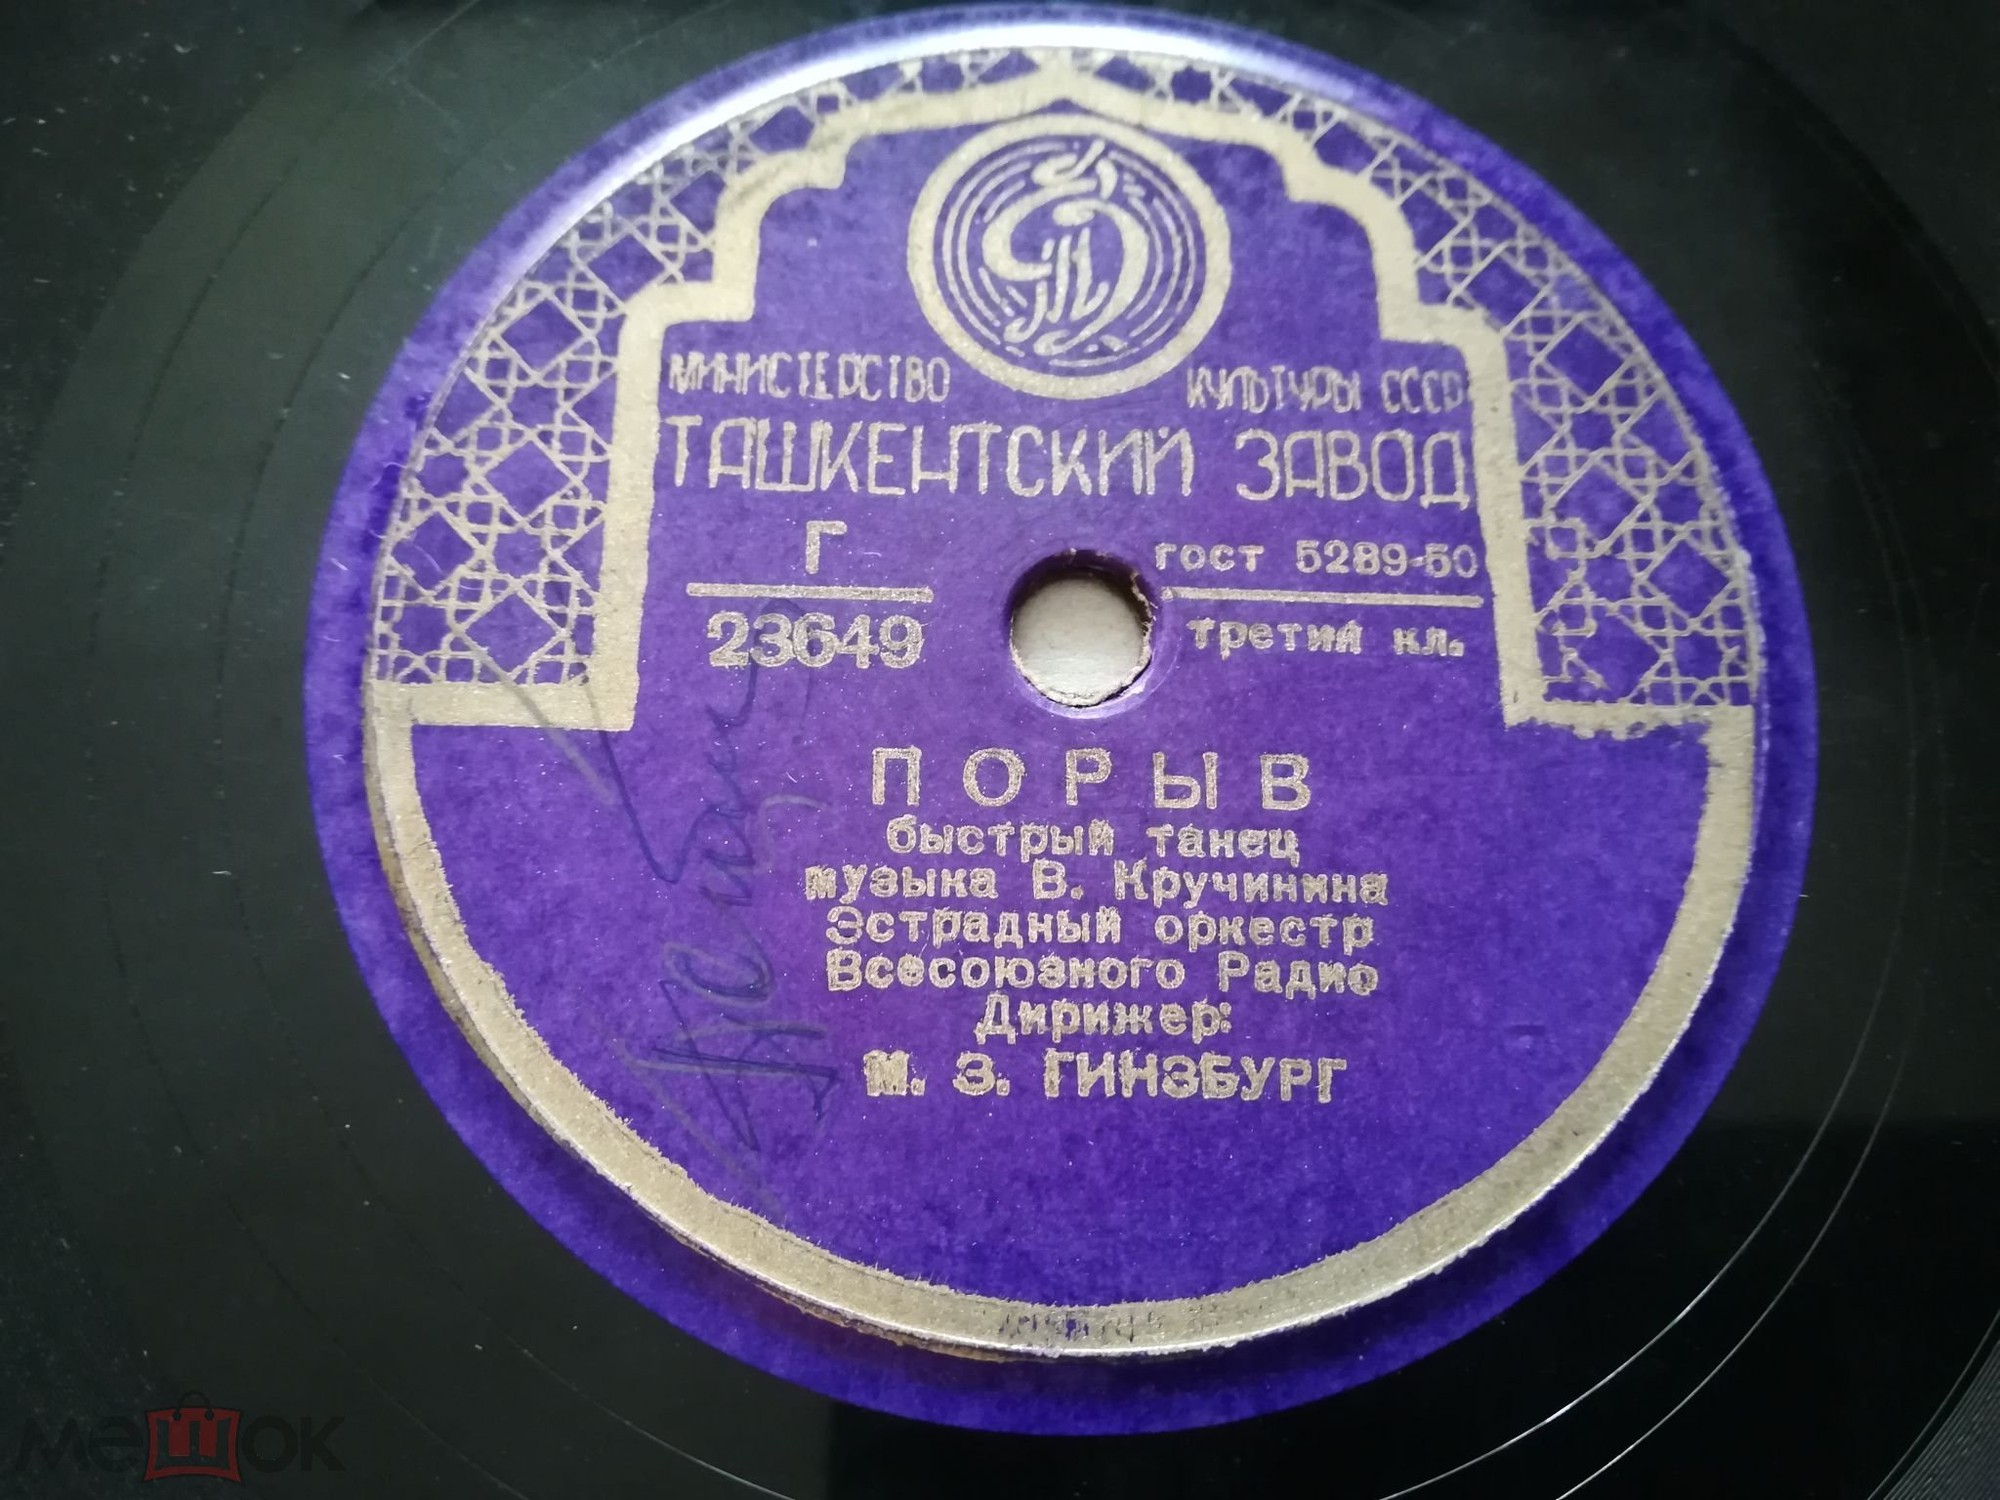 МИНИСТЕРСТВО КУЛЬТУРЫ СССР
ТАШКЕНТСКИЙ ЗАВОД
Г
23649
ГОСТ 5289-50
третий кл.
ПОРЫВ
быстрый танец
музыка В. Кручинина
Эстрадный оркестр
Всесоюзного Радио
Дирижер:
М. З. ГИНЗБУРГ
мешок